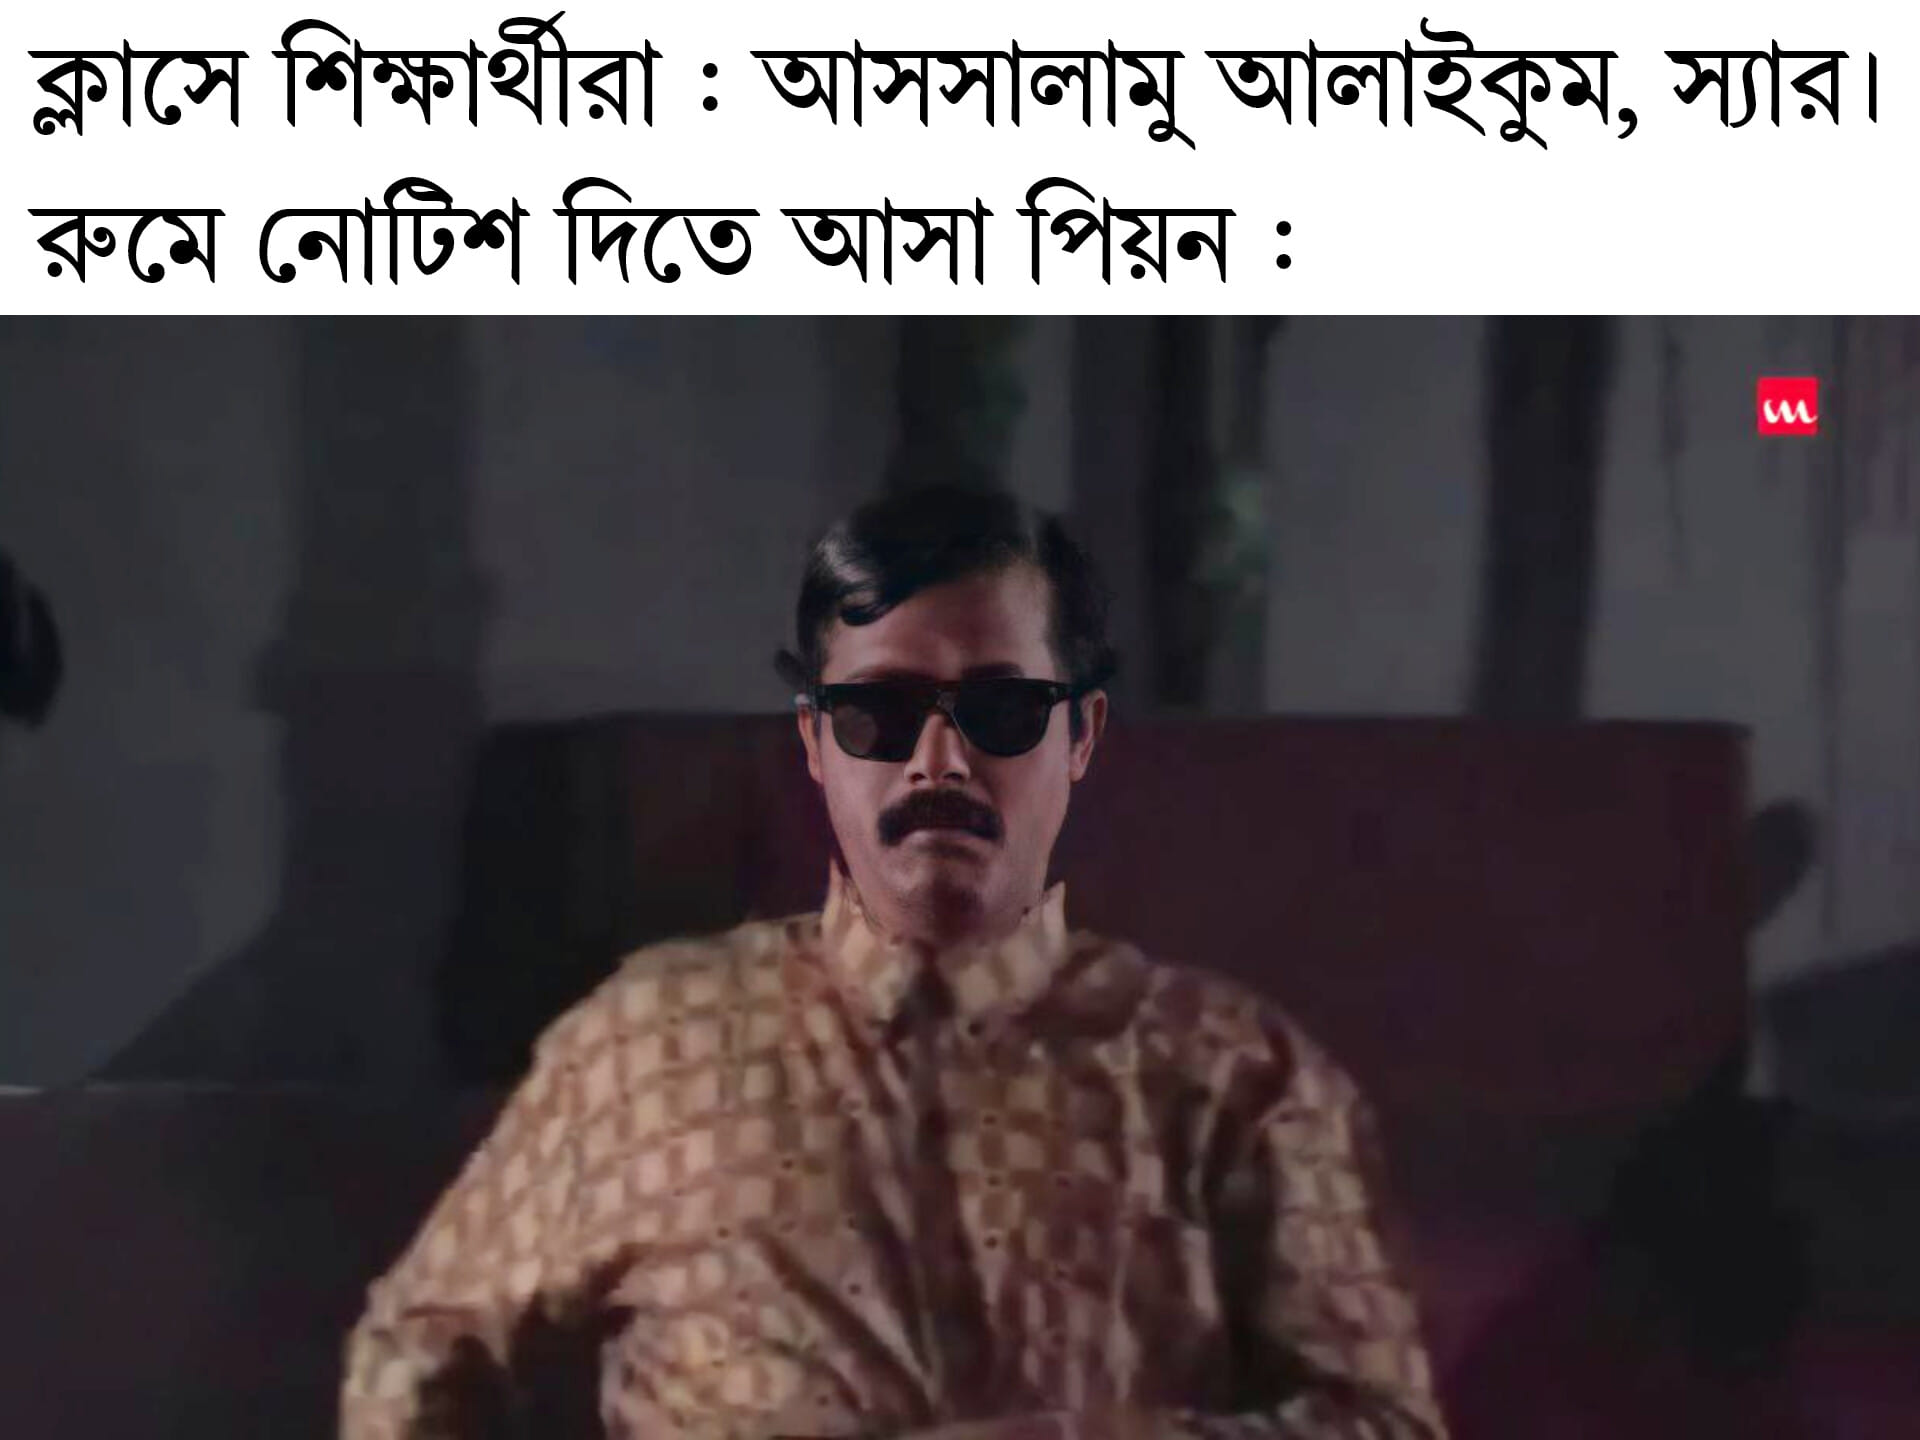 ক্লাসে শিক্ষার্থীরা : আসসালামু আলাইকুম, স্যার।
রুমে নোটিশ দিতে আসা পিয়ন :